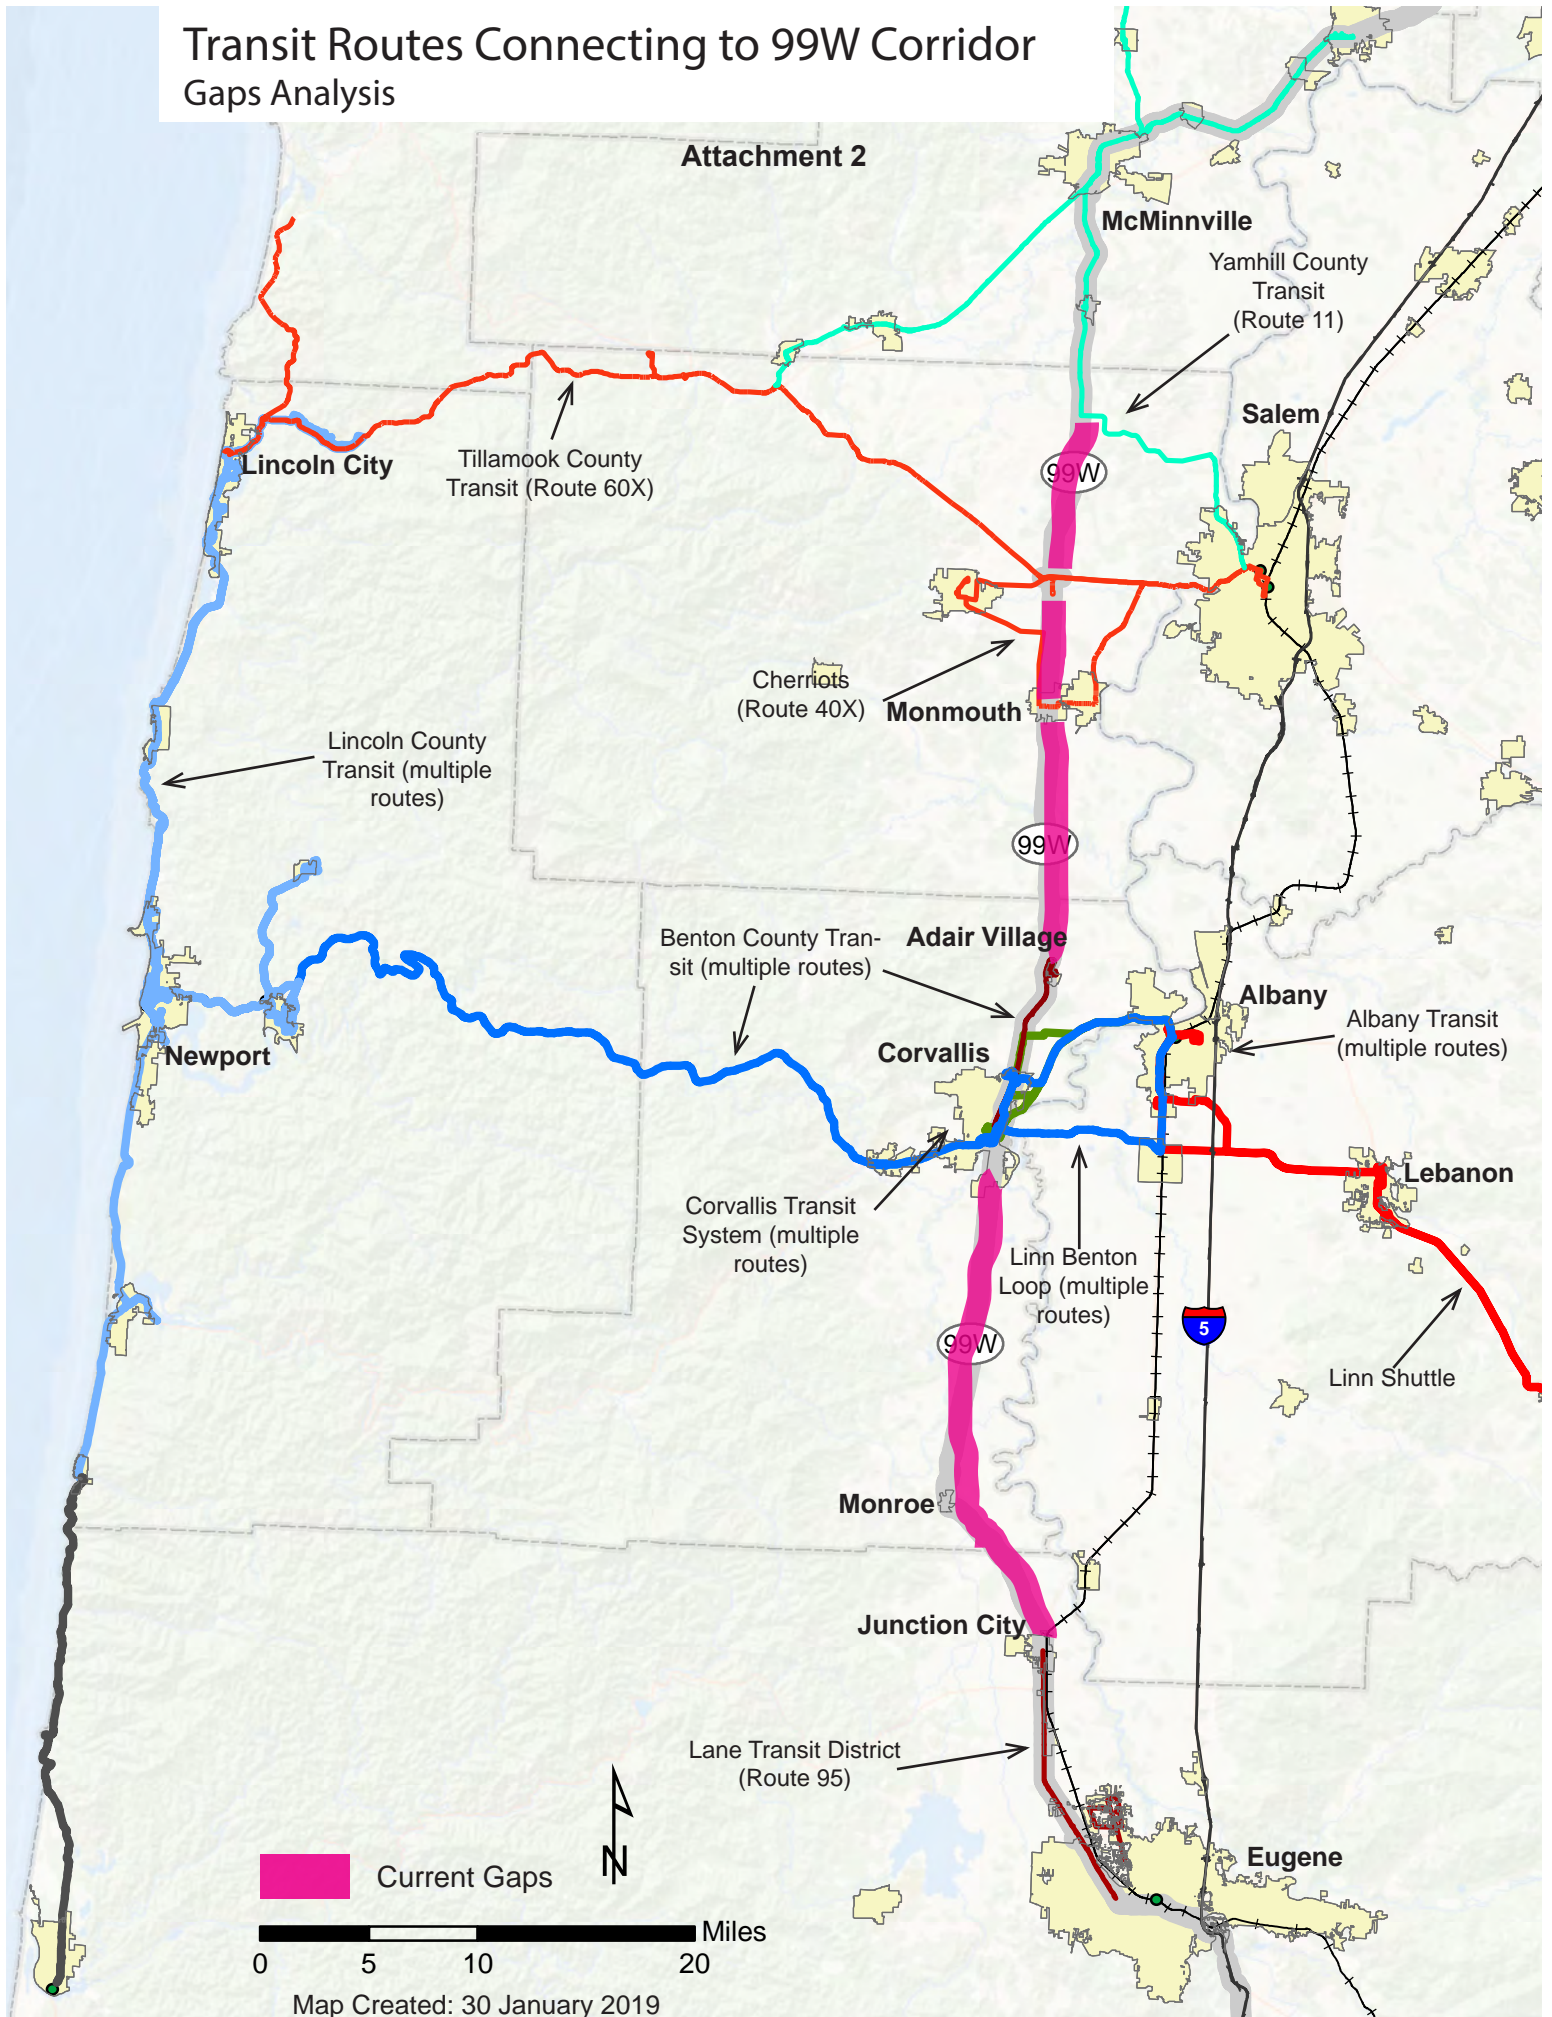 Transit Routes Connecting to 99W Corridor
Gaps Analysis
Attachment 2
McMinnville
Yamhill County
Transit
(Route 11)
Salem
Lincoln City
Tillamook County
Transit (Route 60X)
99W
Cherriots
(Route 40X)
Monmouth
Lincoln County
Transit (multiple
routes)
99W
Benton County Tran-
sit (multiple routes)
Adair Village
Albany
Albany Transit
(multiple routes)
Newport
Corvallis
Corvallis Transit
System (multiple
routes)
Lebanon
Linn Benton
Loop (multiple
routes)
99W
5
Linn Shuttle
Monroe
Junction City
Lane Transit District
(Route 95)
Eugene
N
Current Gaps
Miles
0 5 10 20
Map Created: 30 January 2019